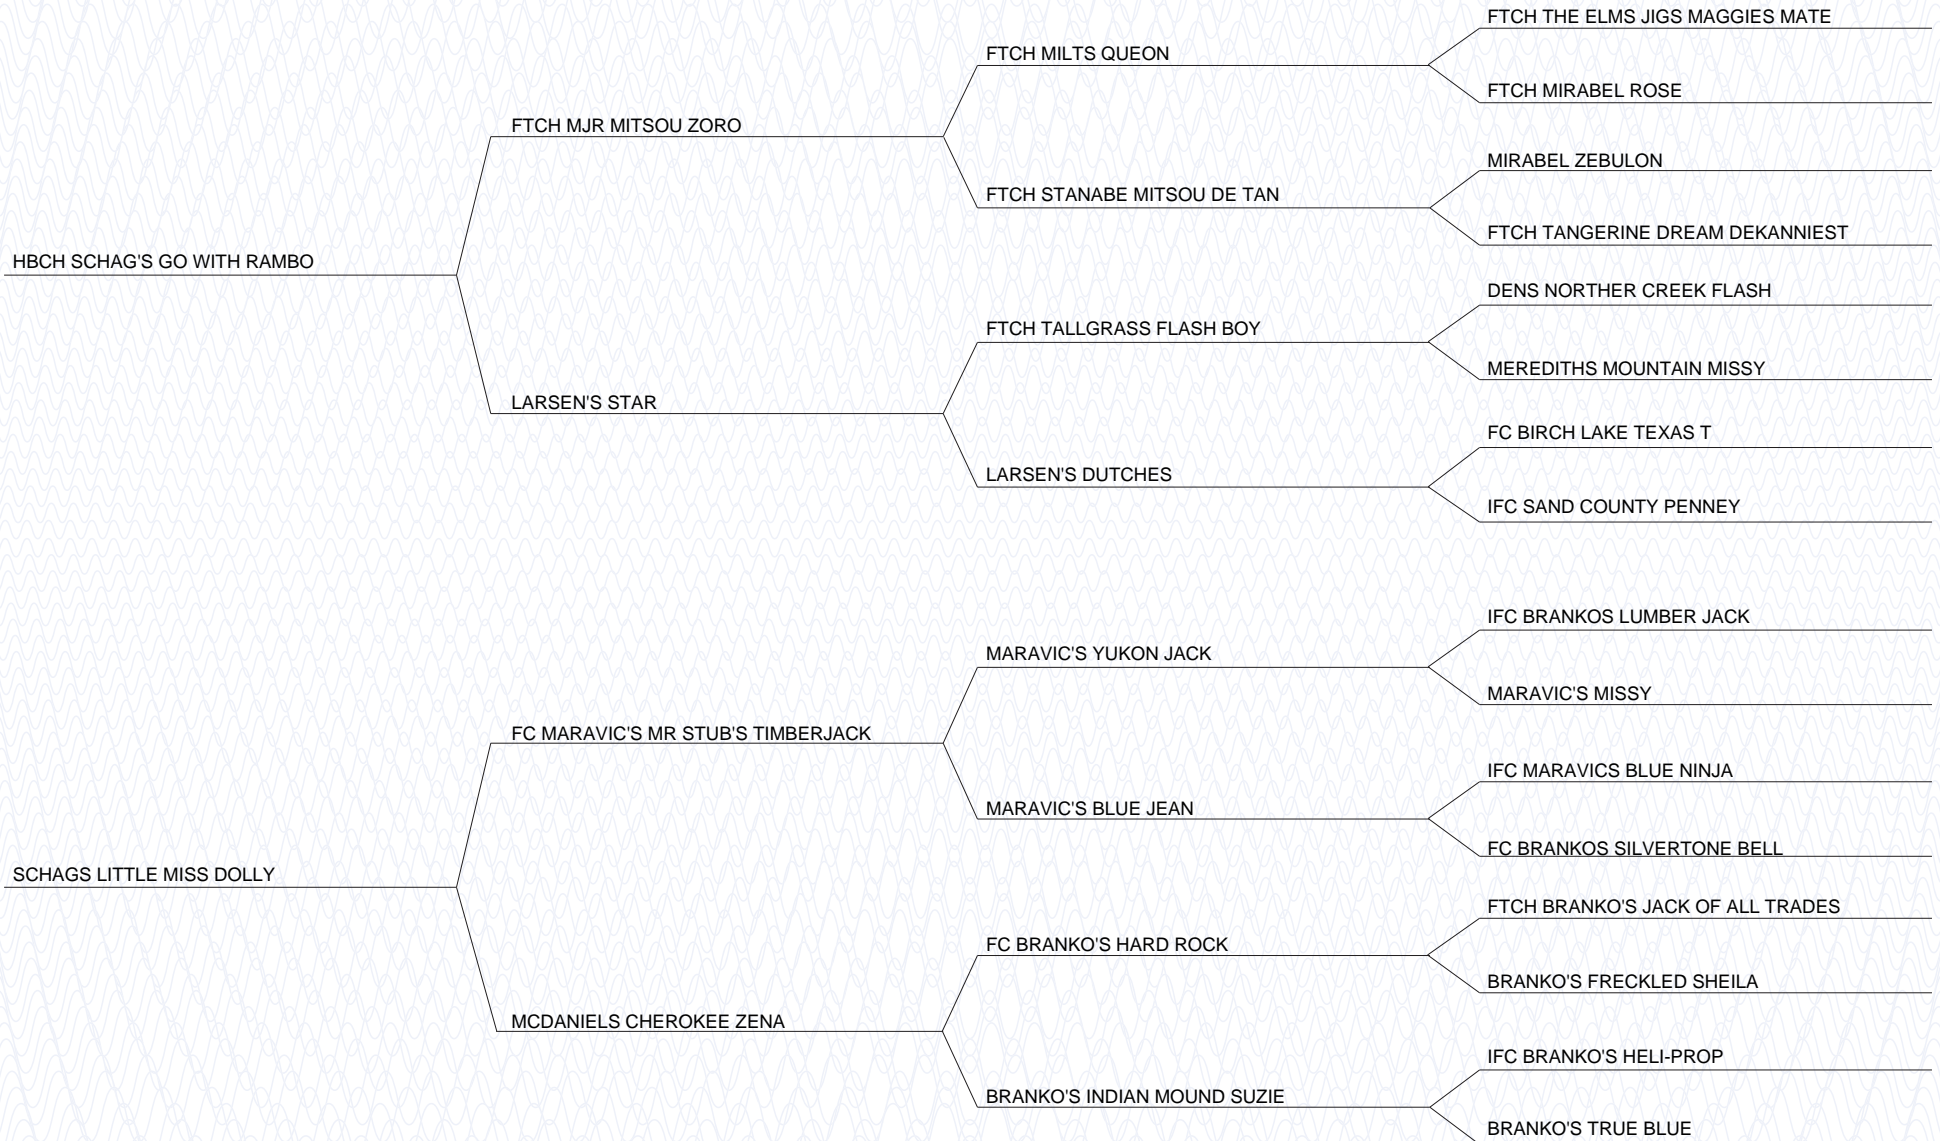 FTCH THE ELMS JIGS MAGGIES MATE
FTCH MILTS QUEON
FTCH MIRABEL ROSE
FTCH MJR MITSOU ZORO
MIRABEL ZEBULON
FTCH STANABE MITSOU DE TAN
FTCH TANGERINE DREAM DEKANNIEST
HBCH SCHAG'S GO WITH RAMBO
DENS NORTHER CREEK FLASH
FTCH TALLGRASS FLASH BOY
MEREDITHS MOUNTAIN MISSY
LARSEN'S STAR
FC BIRCH LAKE TEXAS T
LARSEN'S DUTCHES
IFC SAND COUNTY PENNEY
IFC BRANKOS LUMBER JACK
MARAVIC'S YUKON JACK
MARAVIC'S MISSY
FC MARAVIC'S MR STUB'S TIMBERJACK
IFC MARAVICS BLUE NINJA
MARAVIC'S BLUE JEAN
FC BRANKOS SILVERTONE BELL
SCHAGS LITTLE MISS DOLLY
FTCH BRANKO'S JACK OF ALL TRADES
FC BRANKO'S HARD ROCK
BRANKO'S FRECKLED SHEILA
MCDANIELS CHEROKEE ZENA
IFC BRANKO'S HELI-PROP
BRANKO'S INDIAN MOUND SUZIE
BRANKO'S TRUE BLUE